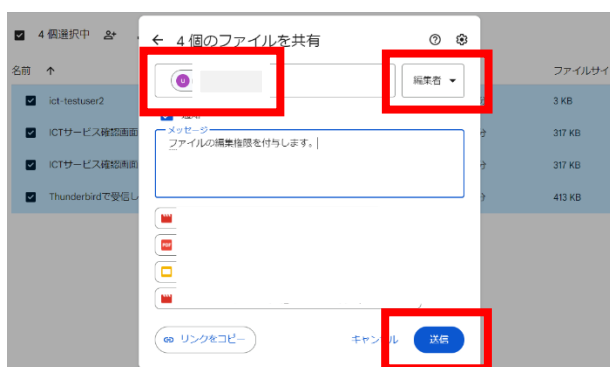 4 個選択中
← 4 個のファイルを共有
名前 ↑
ファイルサイ
U
編集者
ict-testuser2
3 KB
メッセージ
ファイルの編集権限を付与します。
ICTサービス確認画面
317 KB
ICTサービス確認画面
317 KB
Thunderbirdで受信し
413 KB
PDF
リンクをコピー
キャンセル
送信